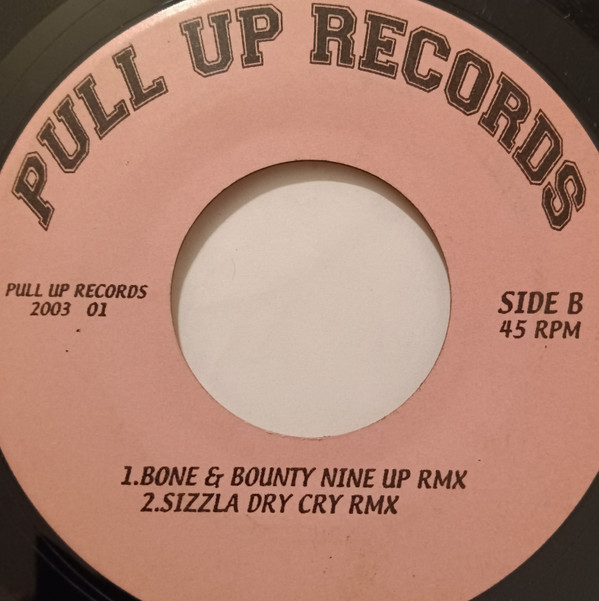 PULL UP RECORDS
PULL UP RECORDS
2003 01
SIDE B
45 RPM
1.BONE & BOUNTY NINE UP RMX
2.SIZZLA DRY CRY RMX